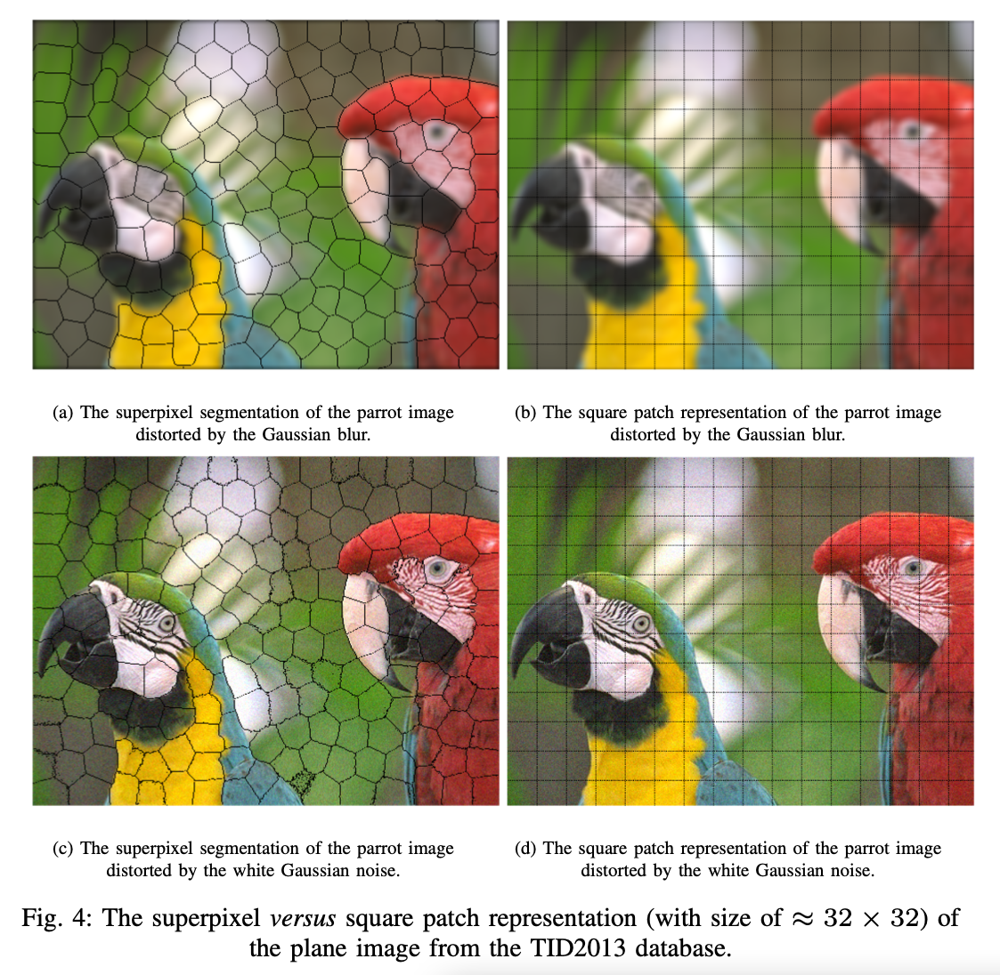 (a) The superpixel segmentation of the parrot image
distorted by the Gaussian blur.
(b) The square patch representation of the parrot image
distorted by the Gaussian blur.
(c) The superpixel segmentation of the parrot image
distorted by the white Gaussian noise.
(d) The square patch representation of the parrot image
distorted by the white Gaussian noise.
Fig. 4: The superpixel versus square patch representation (with size of ≈ 32 × 32) of
the plane image from the TID2013 database.